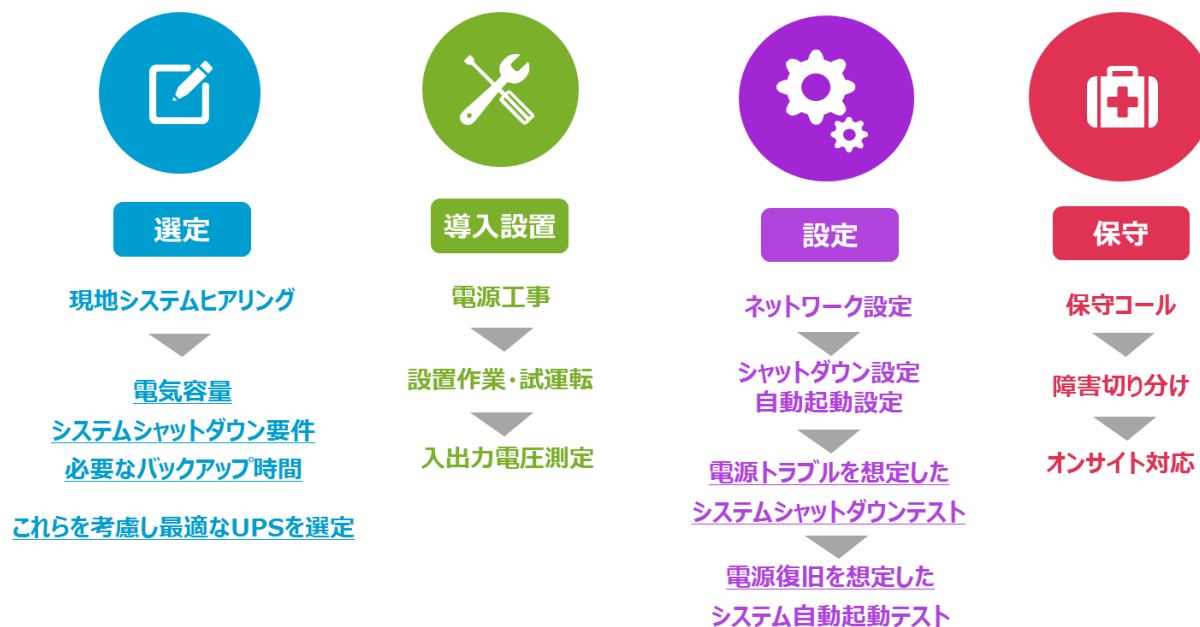 選定
現地システムヒアリング
電気容量
システムシャットダウン要件
必要なバックアップ時間
これらを考慮し最適なUPSを選定
導入設置
電源工事
設置作業・試運転
入出力電圧測定
設定
ネットワーク設定
シャットダウン設定
自動起動設定
電源トラブルを想定した
システムシャットダウンテスト
電源復旧を想定した
システム自動起動テスト
保守
保守コール
障害切り分け
オンサイト対応